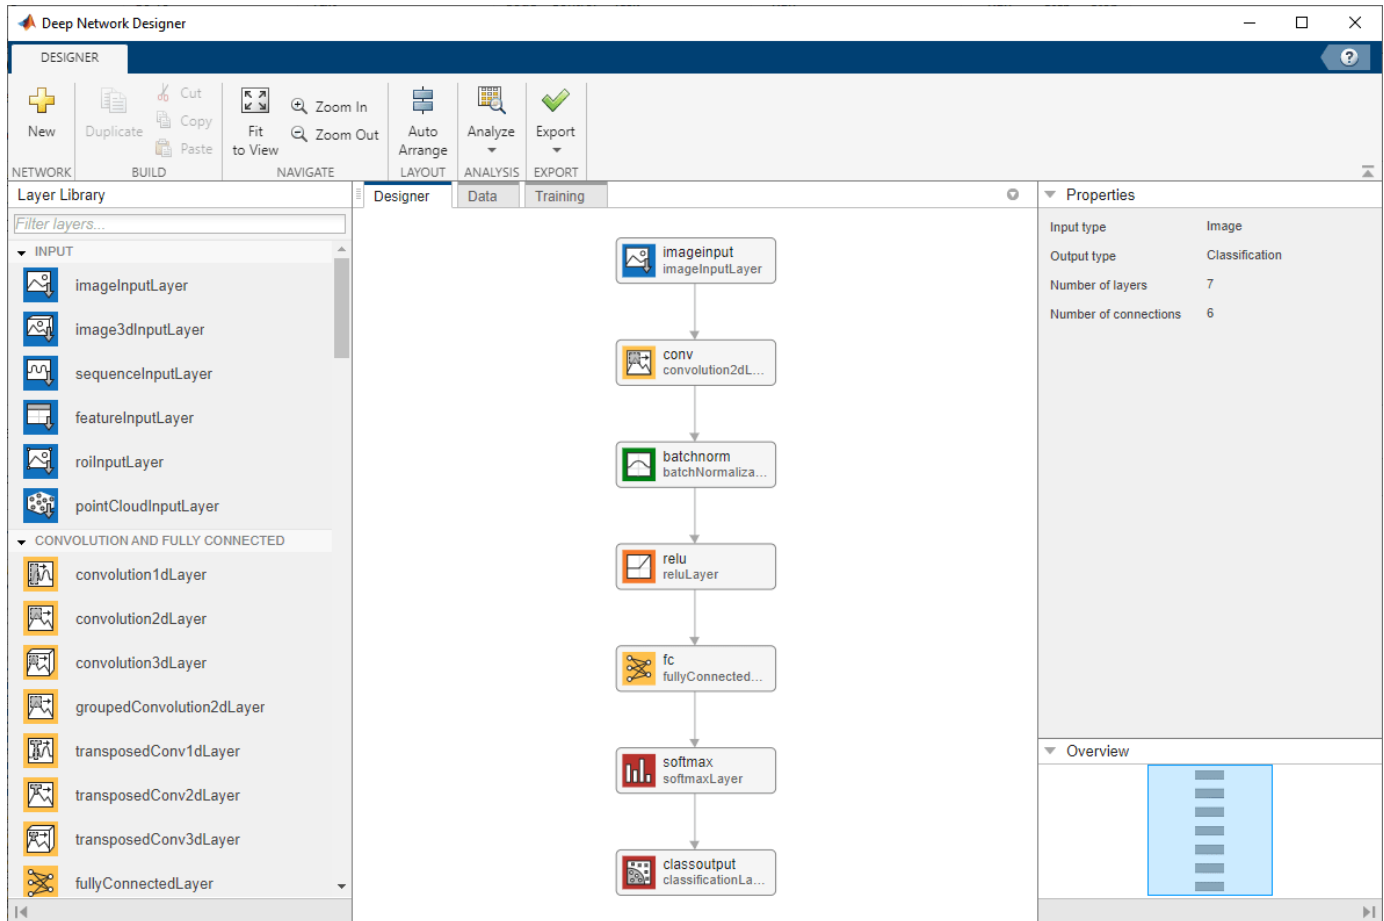 Deep Network Designer
DESIGNER
?
New
Duplicate
Cut
Copy
Paste
Fit
to View
Zoom In
Zoom Out
Auto
Arrange
Analyze
Export
NETWORK
BUILD
NAVIGATE
LAYOUT
ANALYSIS
EXPORT
Layer Library
Filter layers...
INPUT
imageInputLayer
image3dInputLayer
sequenceInputLayer
featureInputLayer
roiInputLayer
pointCloudInputLayer
CONVOLUTION AND FULLY CONNECTED
convolution1dLayer
convolution2dLayer
convolution3dLayer
groupedConvolution2dLayer
transposedConv1dLayer
transposedConv2dLayer
transposedConv3dLayer
fullyConnectedLayer
Designer
Data
Training
imageinput
imageInputLayer
conv
convolution2dL...
batchnorm
batchNormaliza...
relu
reluLayer
fc
fullyConnected...
softmax
softmaxLayer
classoutput
classificationLa...
Properties
Input type Image
Output type Classification
Number of layers 7
Number of connections 6
Overview